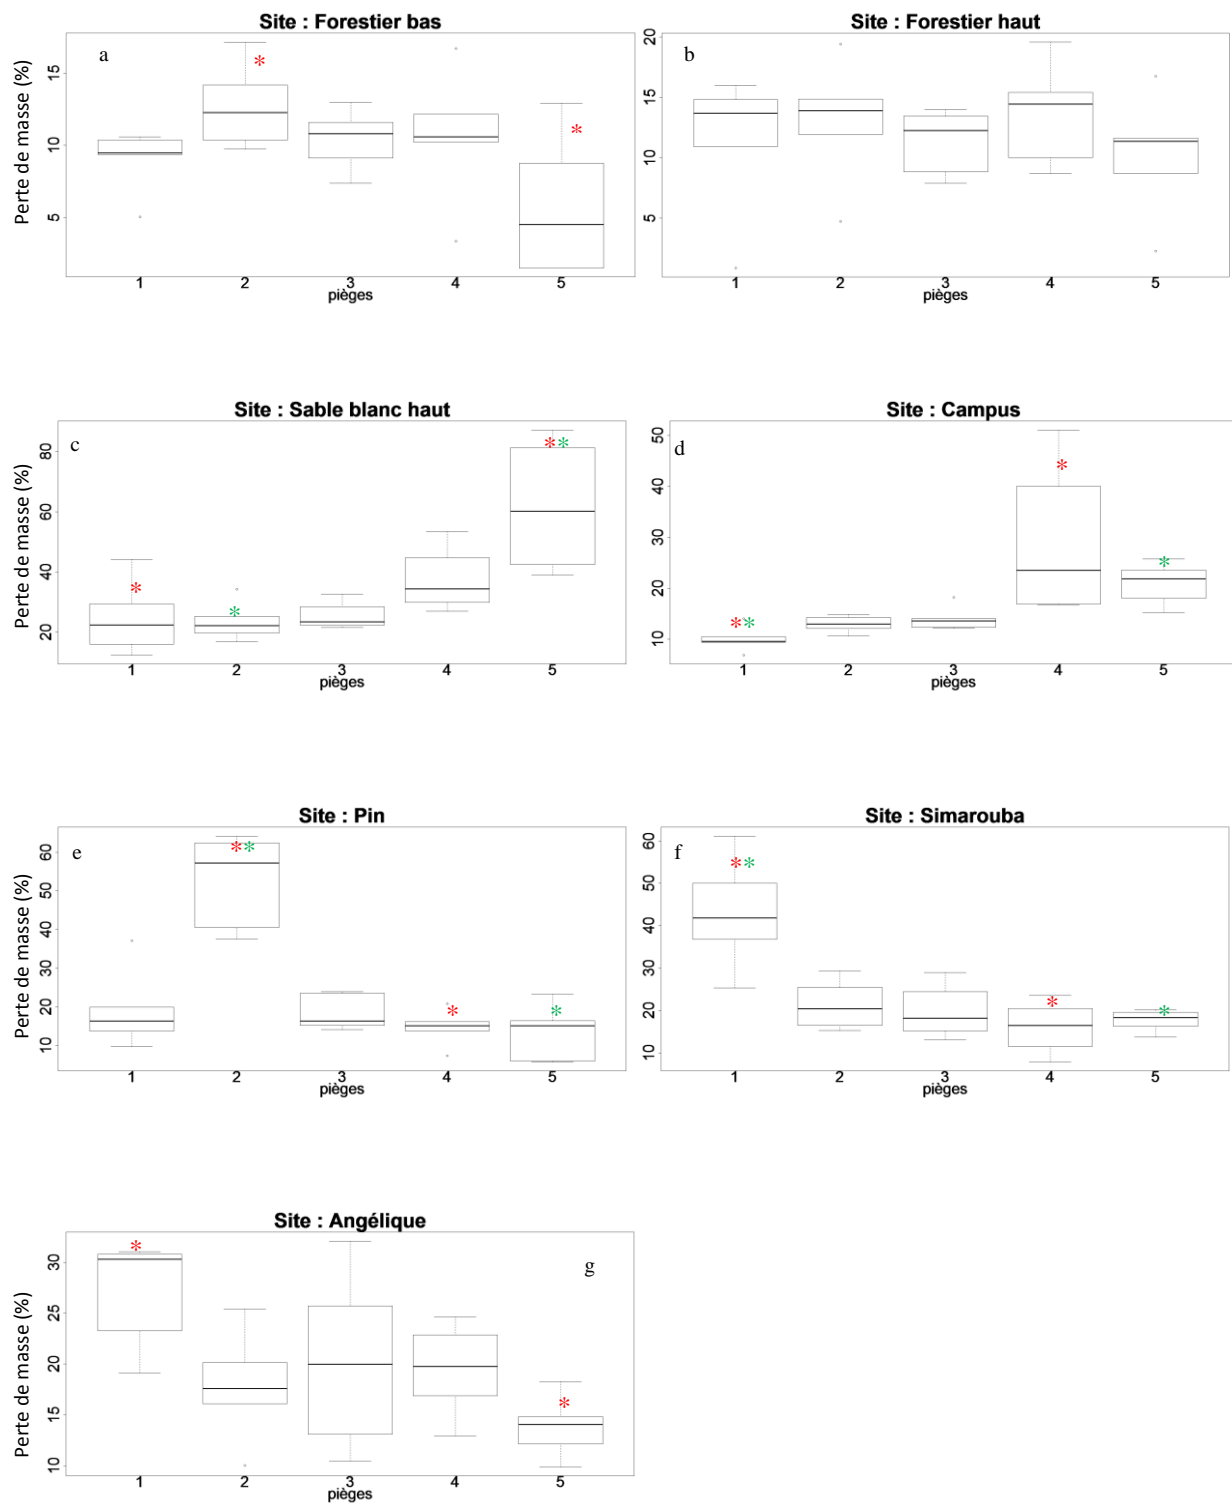 Site : Forestier bas
a
*
*
Perte de masse (%)
15
10
5
1 2 3 4 5
pièges
Site : Forestier haut
b
20
15
10
5
1 2 3 4 5
pièges
Site : Sable blanc haut
c
*
*
**
Perte de masse (%)
80
60
40
20
1 2 3 4 5
pièges
Site : Campus
d
**
*
*
50
40
30
20
10
1 2 3 4 5
pièges
Site : Pin
e
**
*
*
Perte de masse (%)
60
50
40
30
20
10
1 2 3 4 5
pièges
Site : Simarouba
f
**
*
*
60
50
40
30
20
10
1 2 3 4 5
pièges
Site : Angélique
g
*
*
Perte de masse (%)
30
25
20
15
10
1 2 3 4 5
pièges